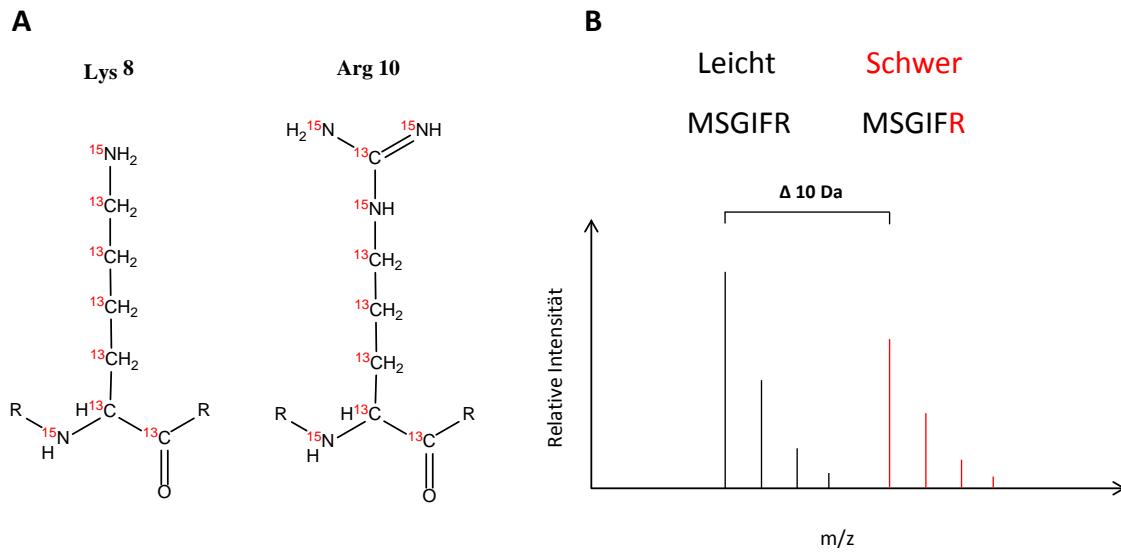 A
Lys 8
Arg 10
¹⁵NH₂
¹³CH₂
¹³CH₂
¹³CH₂
¹³CH₂
R
H¹³C
R
¹⁵N
H
¹³C
O
H₂¹⁵N
¹⁵NH
¹³C
¹⁵NH
¹³CH₂
¹³CH₂
¹³CH₂
R
H¹³C
R
¹⁵N
H
¹³C
O
B
Leicht
Schwer
MSGIFR
MSGIFR
Δ 10 Da
Relative Intensität
m/z